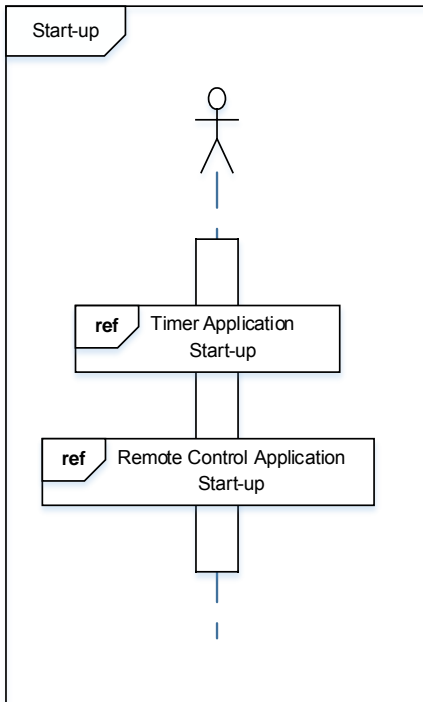 Start-up
ref Timer Application
Start-up
ref Remote Control Application
Start-up